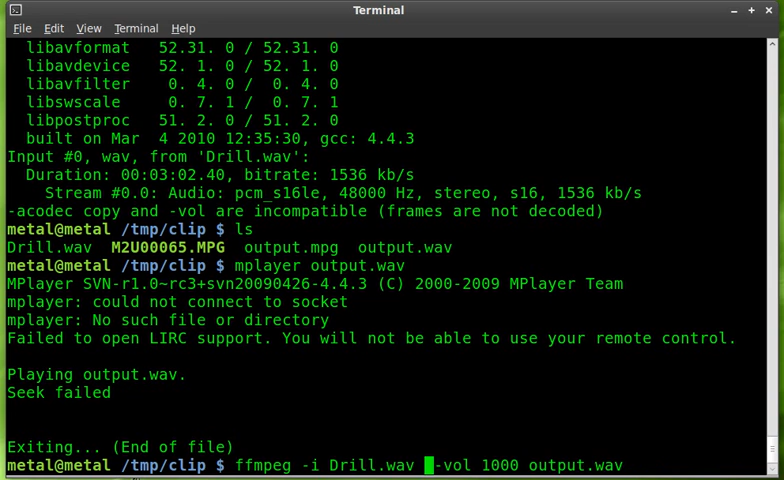 Terminal
File Edit View Terminal Help
libavformat 52.31. 0 / 52.31. 0
libavdevice 52. 1. 0 / 52. 1. 0
libavfilter 0. 4. 0 / 0. 4. 0
libswscale 0. 7. 1 / 0. 7. 1
libpostproc 51. 2. 0 / 51. 2. 0
built on Mar 4 2010 12:35:30, gcc: 4.4.3
Input #0, wav, from 'Drill.wav':
Duration: 00:03:02.40, bitrate: 1536 kb/s
Stream #0.0: Audio: pcm_s16le, 48000 Hz, stereo, s16, 1536 kb/s
-acodec copy and -vol are incompatible (frames are not decoded)
metal@metal /tmp/clip $ ls
Drill.wav M2U00065.MPG output.mpg output.wav
metal@metal /tmp/clip $ mplayer output.wav
MPlayer SVN-r1.0~rc3+svn20090426-4.4.3 (C) 2000-2009 MPlayer Team
mplayer: could not connect to socket
mplayer: No such file or directory
Failed to open LIRC support. You will not be able to use your remote control.
Playing output.wav.
Seek failed
Exiting... (End of file)
metal@metal /tmp/clip $ ffmpeg -i Drill.wav -vol 1000 output.wav